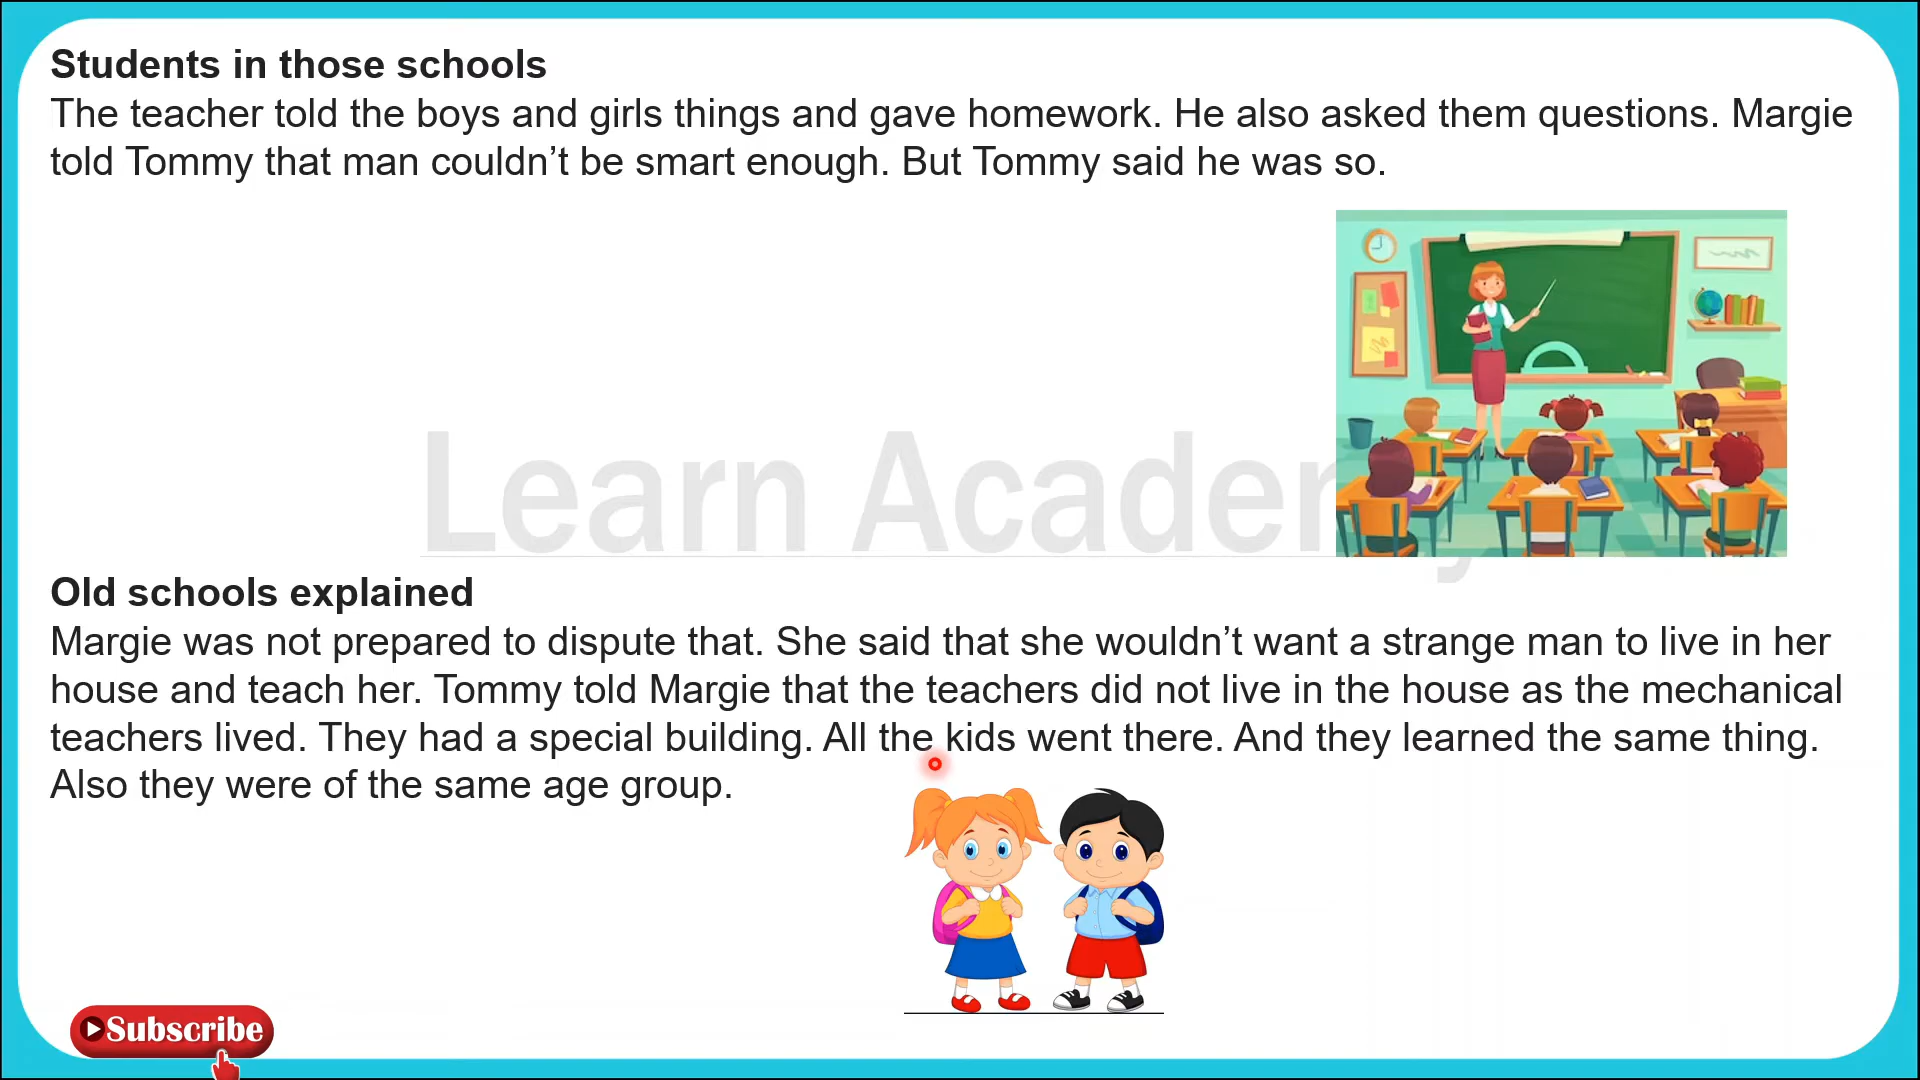 Students in those schools
The teacher told the boys and girls things and gave homework. He also asked them questions. Margie
told Tommy that man couldn’t be smart enough. But Tommy said he was so.
Learn Academy
Old schools explained
Margie was not prepared to dispute that. She said that she wouldn’t want a strange man to live in her
house and teach her. Tommy told Margie that the teachers did not live in the house as the mechanical
teachers lived. They had a special building. All the kids went there. And they learned the same thing.
Also they were of the same age group.
Subscribe